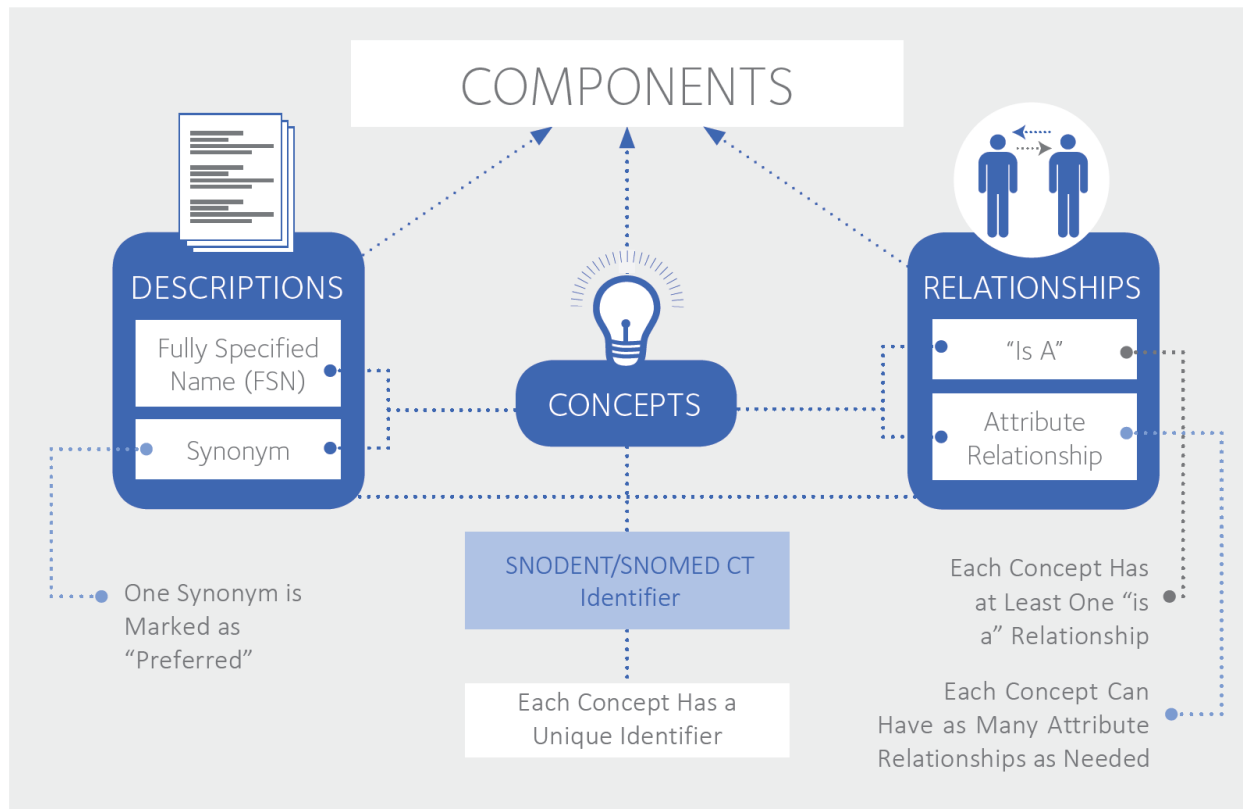 COMPONENTS
DESCRIPTIONS
Fully Specified
Name (FSN)
Synonym
One Synonym is
Marked as
“Preferred”
CONCEPTS
SNODENT/SNOMED CT
Identifier
Each Concept Has a
Unique Identifier
RELATIONSHIPS
“Is A”
Attribute
Relationship
Each Concept Has
at Least One “is
a” Relationship
Each Concept Can
Have as Many Attribute
Relationships as Needed